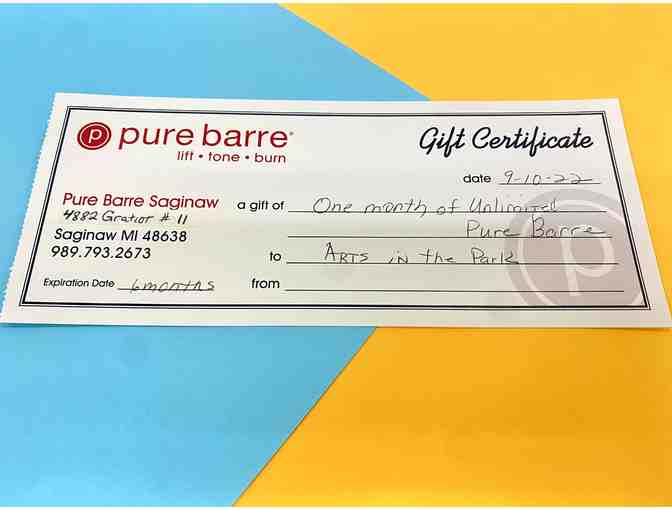 pure barre®
lift • tone • burn
Gift Certificate
date 9-10-22
Pure Barre Saginaw
4882 Gratiot # 11
Saginaw MI 48638
989.793.2673
a gift of One month of Unlimited
Pure Barre
to Arts in the Park
Expiration Date 6 months
from